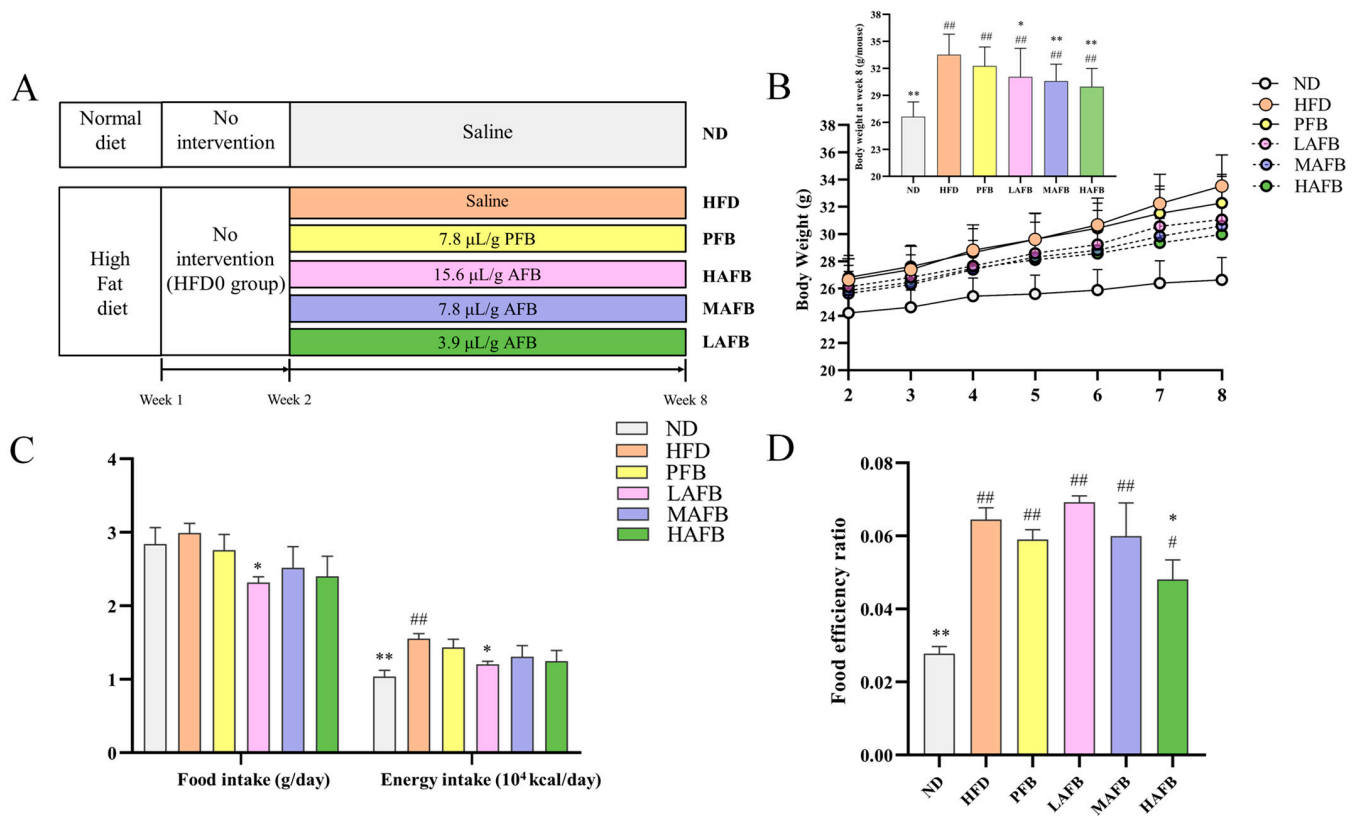 A
Normal
diet
No
intervention
Saline
ND
High
Fat
diet
No
intervention
(HFD0 group)
Saline
HFD
7.8 μL/g PFB
PFB
15.6 μL/g AFB
HAFB
7.8 μL/g AFB
MAFB
3.9 μL/g AFB
LAFB
Week 1
Week 2
Week 8
B
Body weight at week 8 (g/mouse)
38
35
32
29
26
23
20
**
##
##
*
##
**
##
**
##
ND
HFD
PFB
LAFB
MAFB
HAFB
ND
HFD
PFB
LAFB
MAFB
HAFB
Body Weight (g)
38
36
34
32
30
28
26
24
22
20
2
3
4
5
6
7
8
C
ND
HFD
PFB
LAFB
MAFB
HAFB
4
3
2
1
0
*
**
##
*
Food intake (g/day)
Energy intake (10⁴ kcal/day)
D
Food efficiency ratio
0.08
0.06
0.04
0.02
0.00
**
##
##
##
##
*
#
ND
HFD
PFB
LAFB
MAFB
HAFB